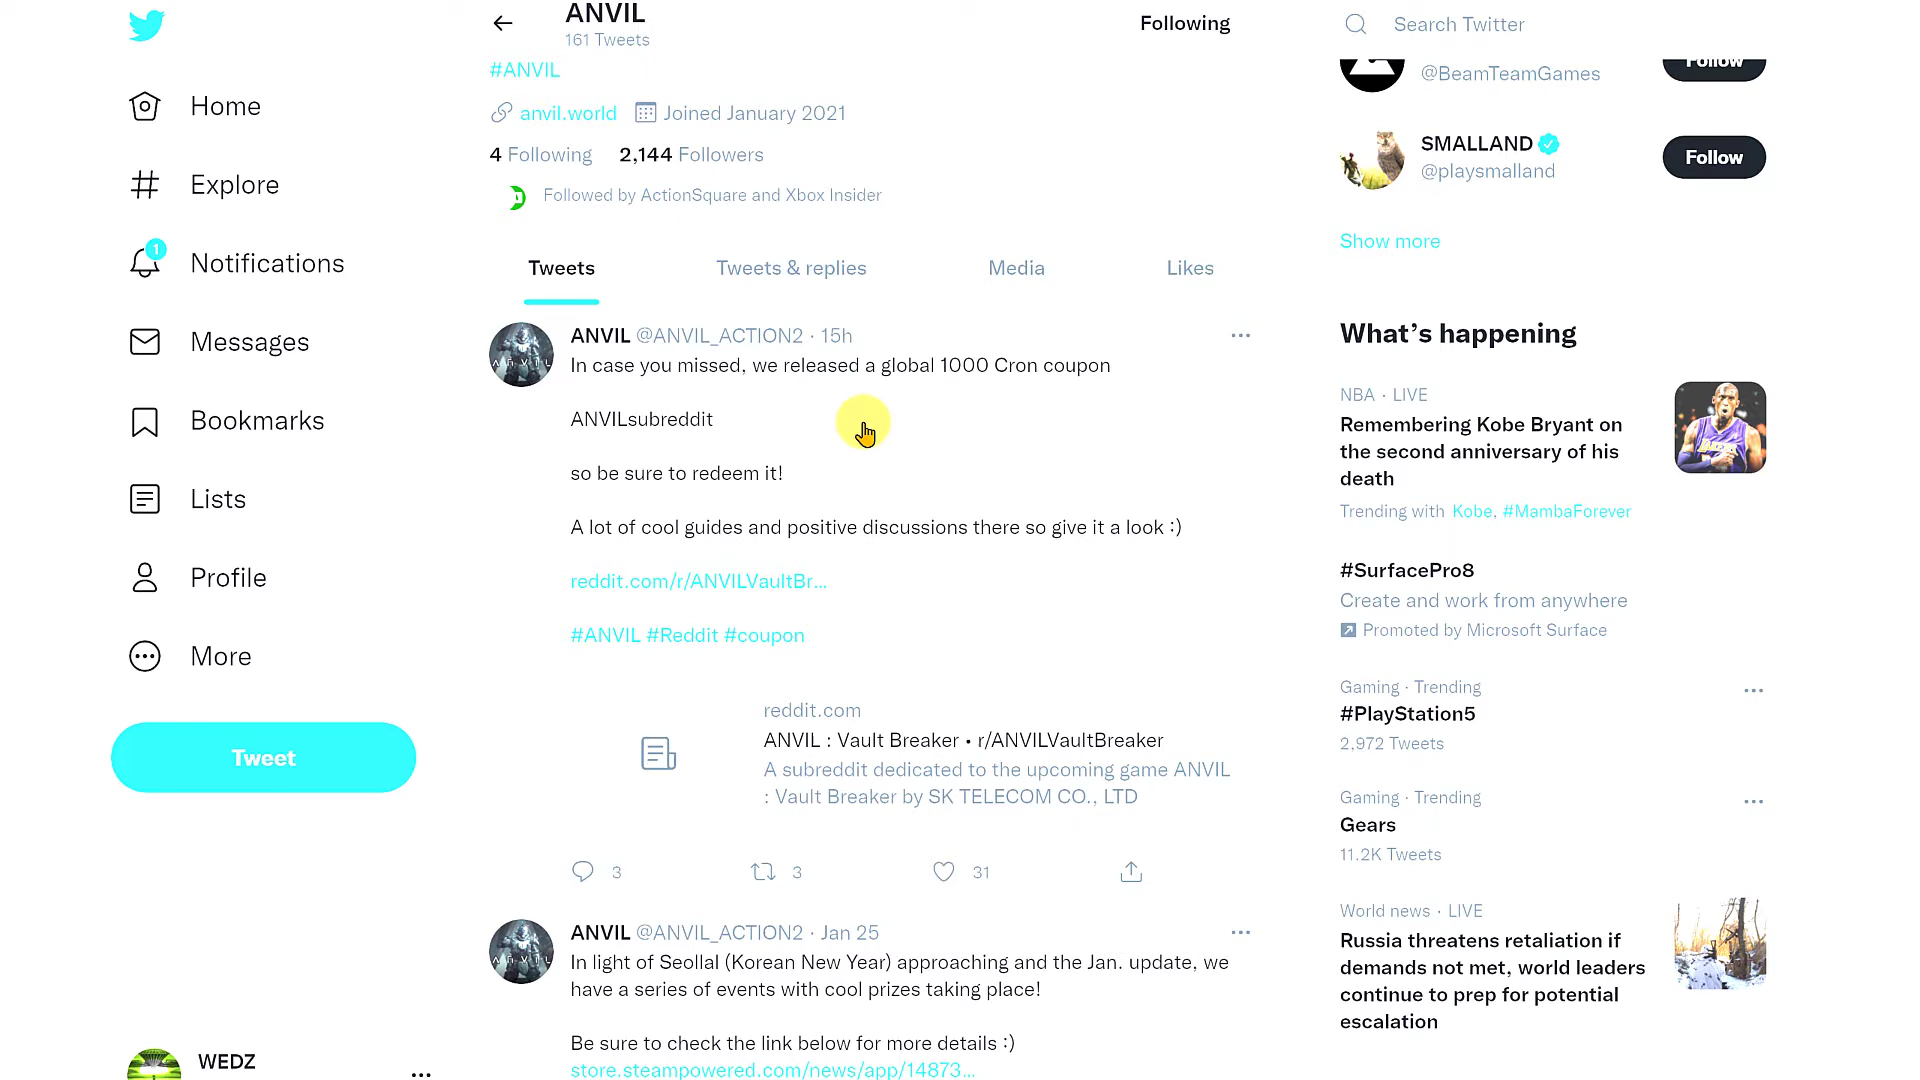 Home
Explore
1
Notifications
Messages
Bookmarks
Lists
Profile
More
Tweet
WEDZ
ANVIL
161 Tweets
Following
#ANVIL
anvil.world Joined January 2021
4 Following 2,144 Followers
Followed by ActionSquare and Xbox Insider
Tweets Tweets & replies Media Likes
ANVIL @ANVIL_ACTION2 · 15h
In case you missed, we released a global 1000 Cron coupon
ANVILsubreddit
so be sure to redeem it!
A lot of cool guides and positive discussions there so give it a look :)
reddit.com/r/ANVILVaultBr...
#ANVIL #Reddit #coupon
reddit.com
ANVIL : Vault Breaker • r/ANVILVaultBreaker
A subreddit dedicated to the upcoming game ANVIL
: Vault Breaker by SK TELECOM CO., LTD
3 3 31
ANVIL @ANVIL_ACTION2 · Jan 25
In light of Seollal (Korean New Year) approaching and the Jan. update, we
have a series of events with cool prizes taking place!
Be sure to check the link below for more details :)
store.steampowered.com/news/app/14873...
Search Twitter
@BeamTeamGames
Follow
SMALLAND
@playsmalland
Follow
Show more
What's happening
NBA · LIVE
Remembering Kobe Bryant on
the second anniversary of his
death
Trending with Kobe, #MambaForever
#SurfacePro8
Create and work from anywhere
Promoted by Microsoft Surface
Gaming · Trending
#PlayStation5
2,972 Tweets
Gaming · Trending
Gears
11.2K Tweets
World news · LIVE
Russia threatens retaliation if
demands not met, world leaders
continue to prep for potential
escalation